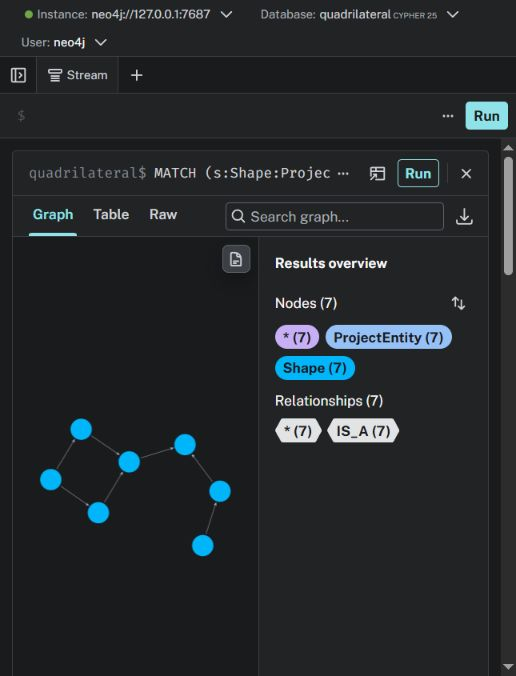 Instance: neo4j://127.0.0.1:7687 Database: quadrilateral CYPHER 25
User: neo4j
Stream +
$ ... Run
quadrilateral$ MATCH (s:Shape:Projec ... Run
Graph Table Raw Search graph...
Results overview
Nodes (7)
* (7) ProjectEntity (7)
Shape (7)
Relationships (7)
* (7) IS_A (7)